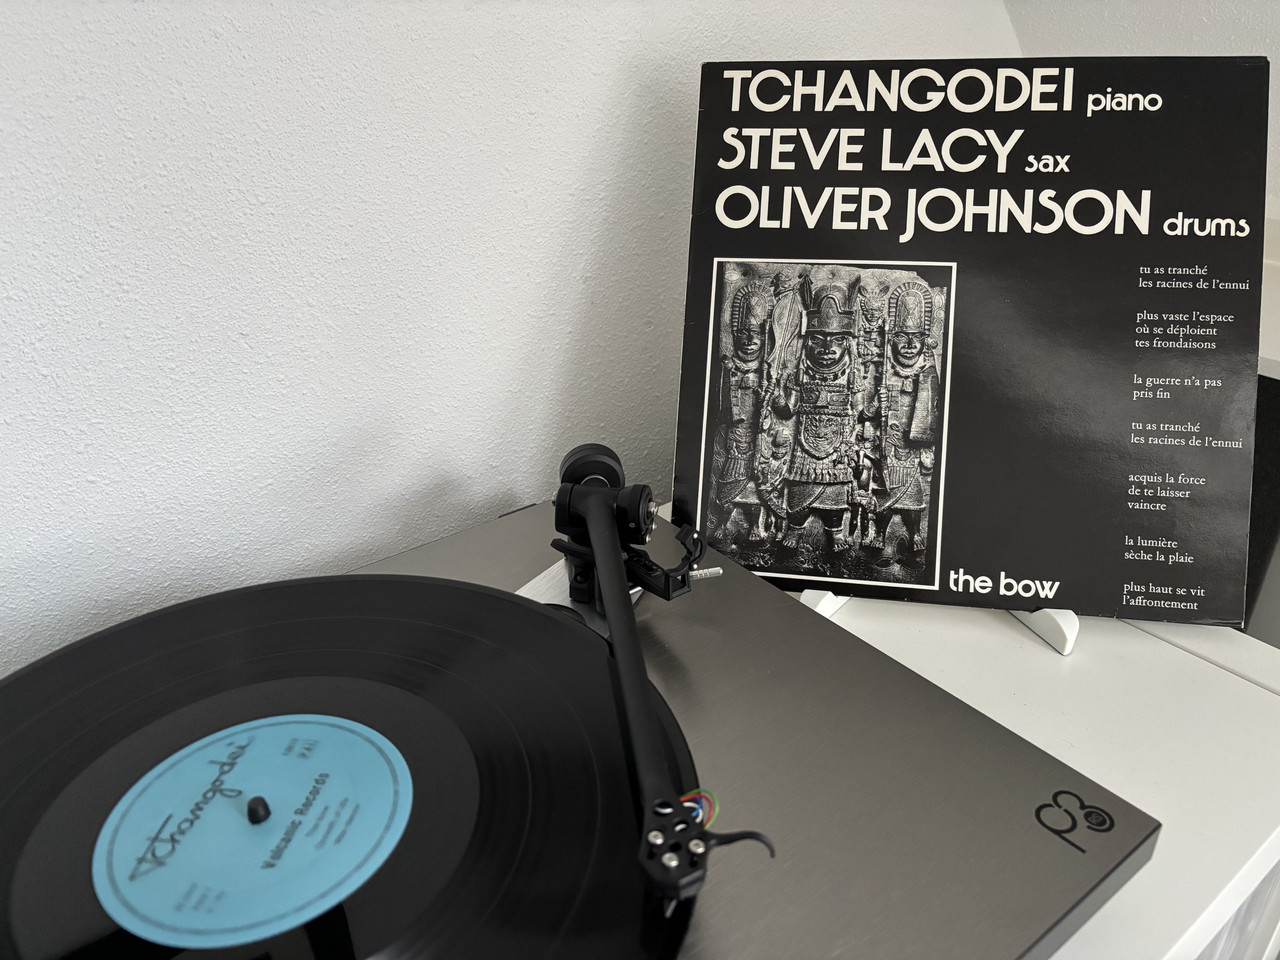 TCHANGODEI piano
STEVE LACY sax
OLIVER JOHNSON drums
tu as tranché
les racines de l'ennui
plus vaste l'espace
où se déploient
tes frondaisons
la guerre n'a pas
pris fin
tu as tranché
les racines de l'ennui
acquis la force
de te laisser
vaincre
la lumière
sèche la plaie
plus haut se vit
l'affrontement
the bow
Tchangodei
Volcanic Records
p3